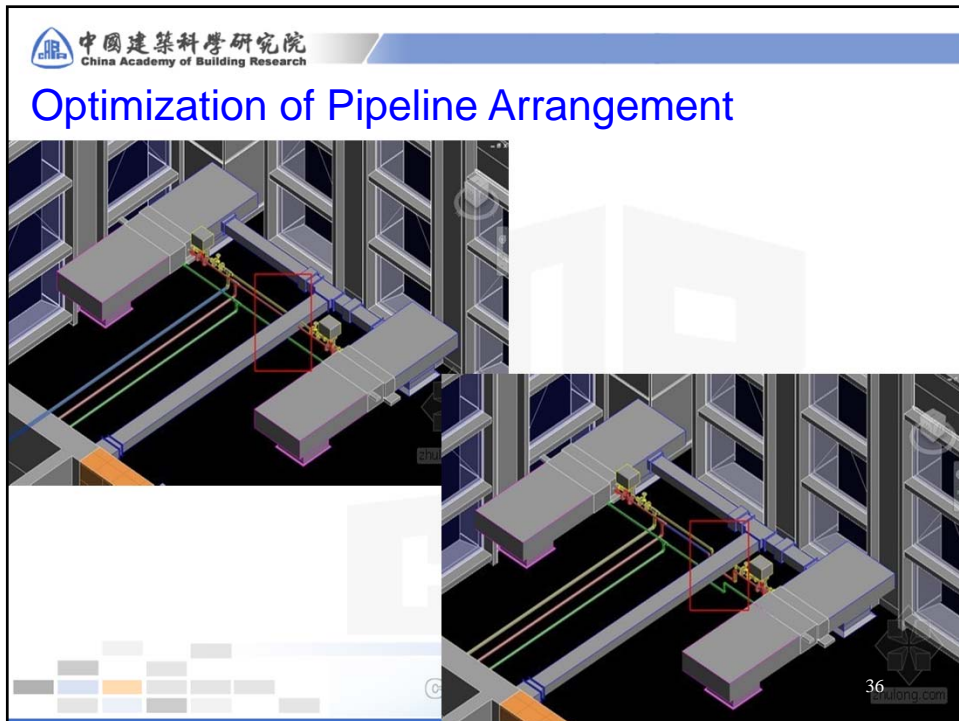 中國建築科學研究院
China Academy of Building Research
Optimization of Pipeline Arrangement
36
zhulong.com